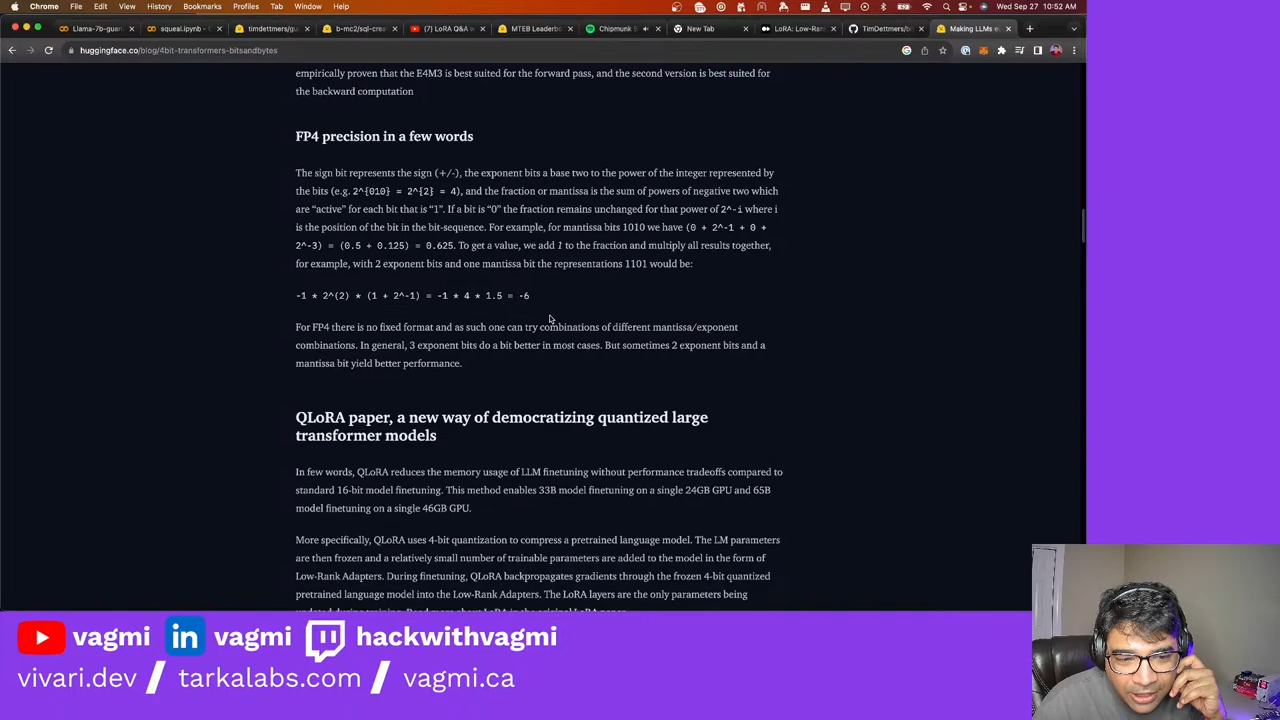 Chrome File Edit View History Bookmarks Profiles Tab Window Help Wed Sep 27 10:52 AM
Llama-7b-guan squeal.ipynb - timdettmers/gu b-mc2/sql-crea (7) LoRA Q&A w MTEB Leaderbo Chipmunk S New Tab LoRA: Low-Ran TimDettmers/bi Making LLMs ev
huggingface.co/blog/4bit-transformers-bitsandbytes
empirically proven that the E4M3 is best suited for the forward pass, and the second version is best suited for
the backward computation
FP4 precision in a few words
The sign bit represents the sign (+/-), the exponent bits a base two to the power of the integer represented by
the bits (e.g. 2^{010} = 2^{2} = 4), and the fraction or mantissa is the sum of powers of negative two which
are “active” for each bit that is “1”. If a bit is “0” the fraction remains unchanged for that power of 2^-i where i
is the position of the bit in the bit-sequence. For example, for mantissa bits 1010 we have (0 + 2^-1 + 0 +
2^-3) = (0.5 + 0.125) = 0.625. To get a value, we add 1 to the fraction and multiply all results together,
for example, with 2 exponent bits and one mantissa bit the representations 1101 would be:
-1 * 2^(2) * (1 + 2^-1) = -1 * 4 * 1.5 = -6
For FP4 there is no fixed format and as such one can try combinations of different mantissa/exponent
combinations. In general, 3 exponent bits do a bit better in most cases. But sometimes 2 exponent bits and a
mantissa bit yield better performance.
QLoRA paper, a new way of democratizing quantized large
transformer models
In few words, QLoRA reduces the memory usage of LLM finetuning without performance tradeoffs compared to
standard 16-bit model finetuning. This method enables 33B model finetuning on a single 24GB GPU and 65B
model finetuning on a single 46GB GPU.
More specifically, QLoRA uses 4-bit quantization to compress a pretrained language model. The LM parameters
are then frozen and a relatively small number of trainable parameters are added to the model in the form of
Low-Rank Adapters. During finetuning, QLoRA backpropagates gradients through the frozen 4-bit quantized
pretrained language model into the Low-Rank Adapters. The LoRA layers are the only parameters being
updated during training. Read more about LoRA in the original LoRA paper.
vagmi in vagmi hackwithvagmi
vivari.dev / tarkalabs.com / vagmi.ca